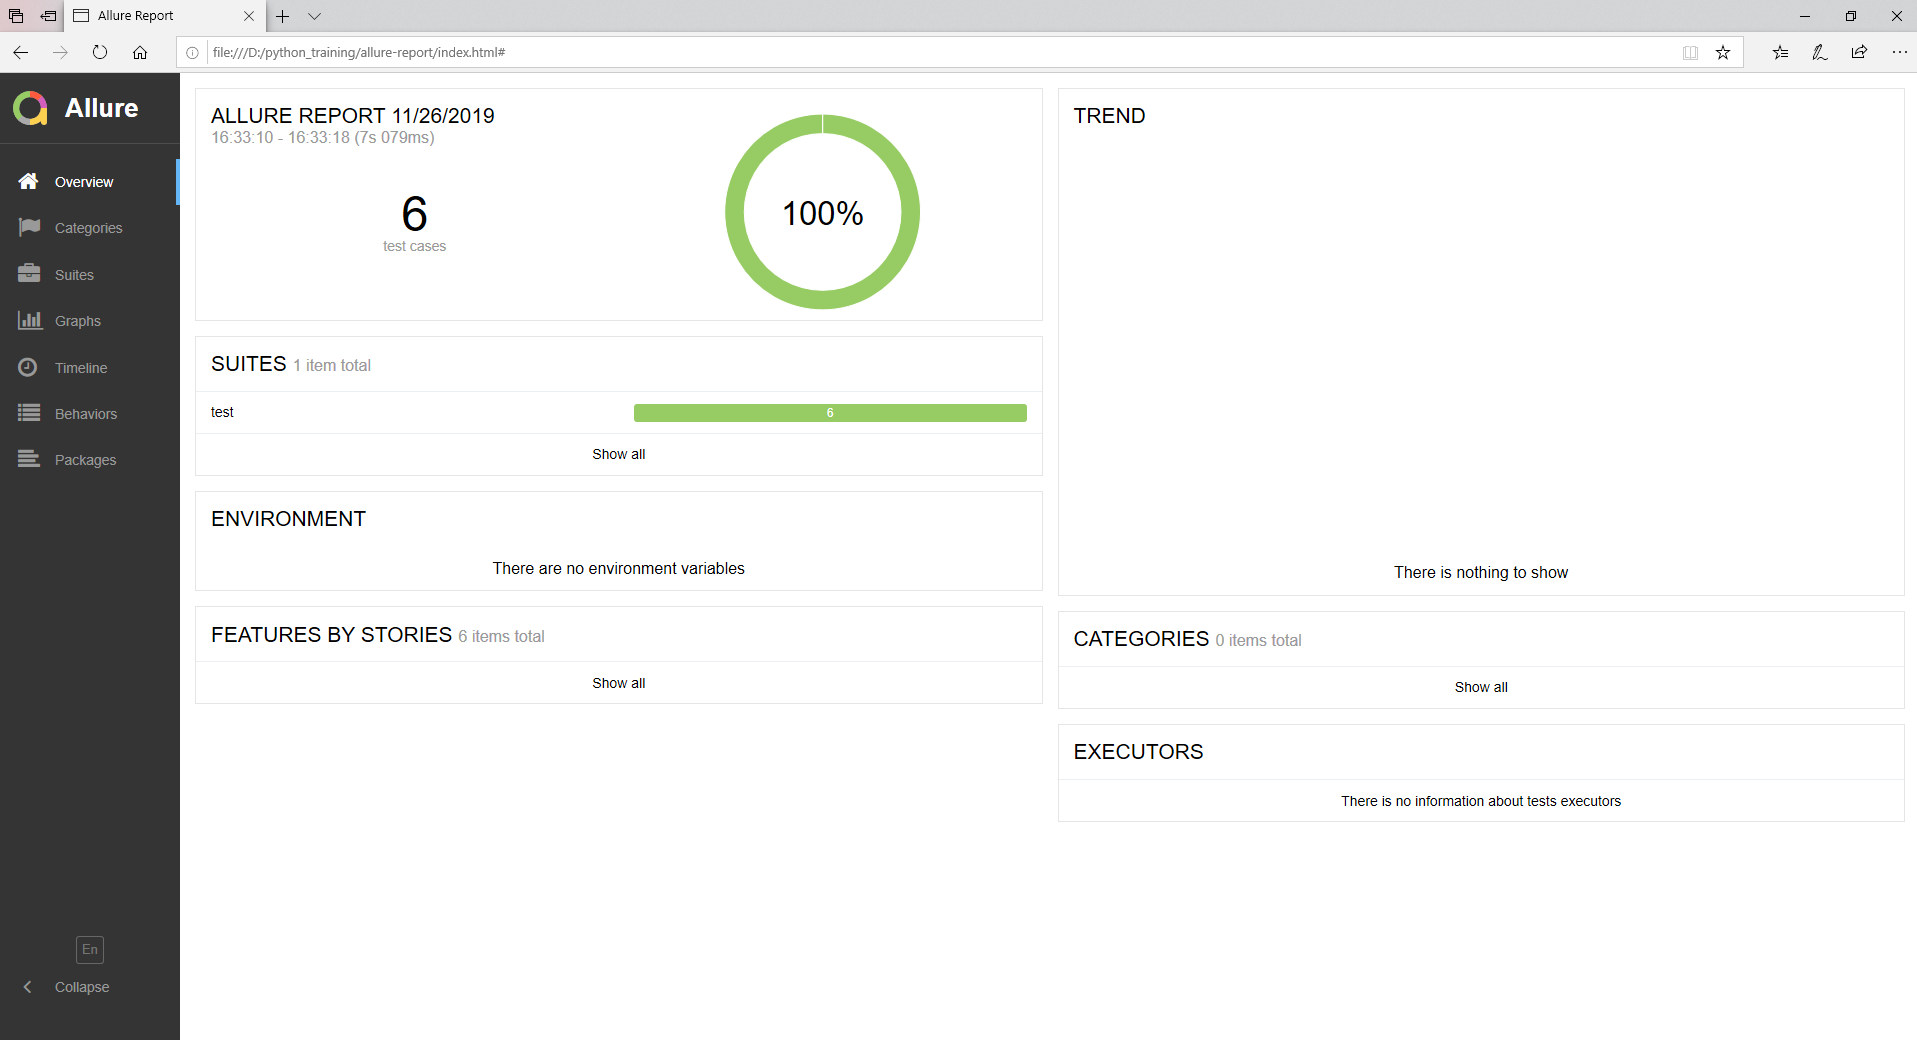 Allure Report
file:///D:/python_training/allure-report/index.html#
Allure
Overview
Categories
Suites
Graphs
Timeline
Behaviors
Packages
En
Collapse
ALLURE REPORT 11/26/2019
16:33:10 - 16:33:18 (7s 079ms)
6
test cases
100%
SUITES 1 item total
test 6
Show all
ENVIRONMENT
There are no environment variables
FEATURES BY STORIES 6 items total
Show all
TREND
There is nothing to show
CATEGORIES 0 items total
Show all
EXECUTORS
There is no information about tests executors